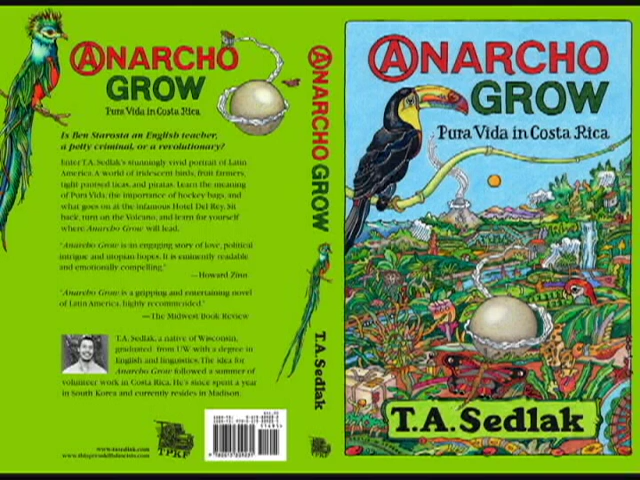 ANARCHO
GROW
Pura Vida in Costa Rica
Is Ben Starosta an English teacher,
a petty criminal, or a revolutionary?
Enter T.A. Sedlak's stunningly vivid portrait of Latin
America. A world of iridescent birds, fruit farmers,
tight-pantsed ticas, and piratas. Learn the meaning
of Pura Vida, the importance of hockey bags, and
what goes on at the infamous Hotel Del Rey. Sit
back, turn on the Volcano, and learn for yourself
where Anarcho Grow will lead.
"Anarcho Grow is an engaging story of love, political
intrigue and utopian hopes. It is eminently readable
and emotionally compelling."
—Howard Zinn
"Anarcho Grow is a gripping and entertaining novel
of Latin America, highly recommended."
—The Midwest Book Review
T.A. Sedlak, a native of Wisconsin,
graduated from UW with a degree in
English and linguistics. The idea for
Anarcho Grow followed a summer of
volunteer work in Costa Rica. He's since spent a year
in South Korea and currently resides in Madison.
www.tasedlak.com
TPKF
ANARCHO GROW
T.A. Sedlak
TPKF
ANARCHO
GROW
Pura Vida in Costa Rica
T.A. Sedlak